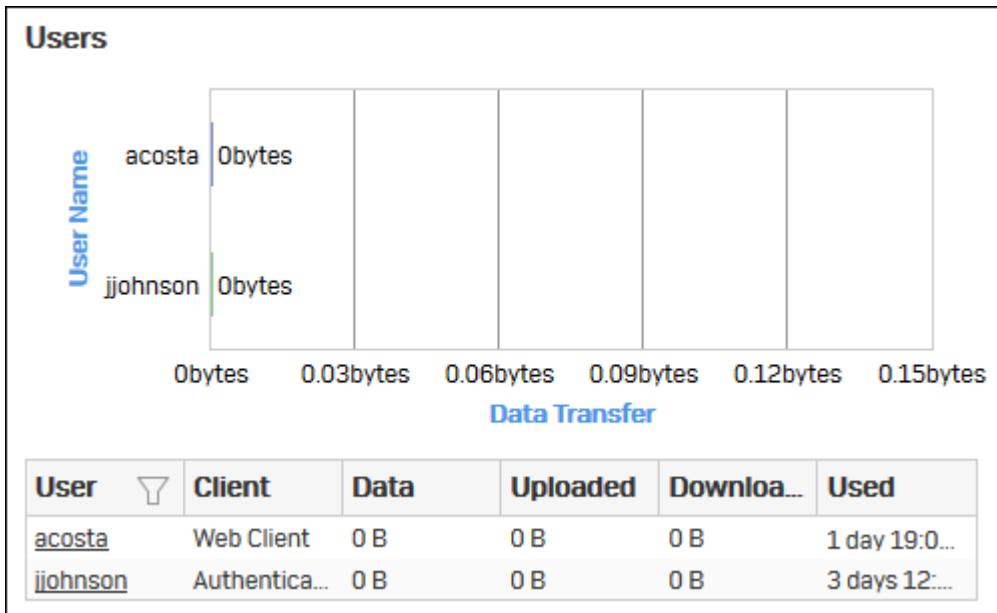 Users
User Name
acosta 0bytes
jjohnson 0bytes
0bytes 0.03bytes 0.06bytes 0.09bytes 0.12bytes 0.15bytes
Data Transfer
User Client Data Uploaded Downloa... Used
acosta Web Client 0 B 0 B 0 B 1 day 19:0...
jjohnson Authentica... 0 B 0 B 0 B 3 days 12:...